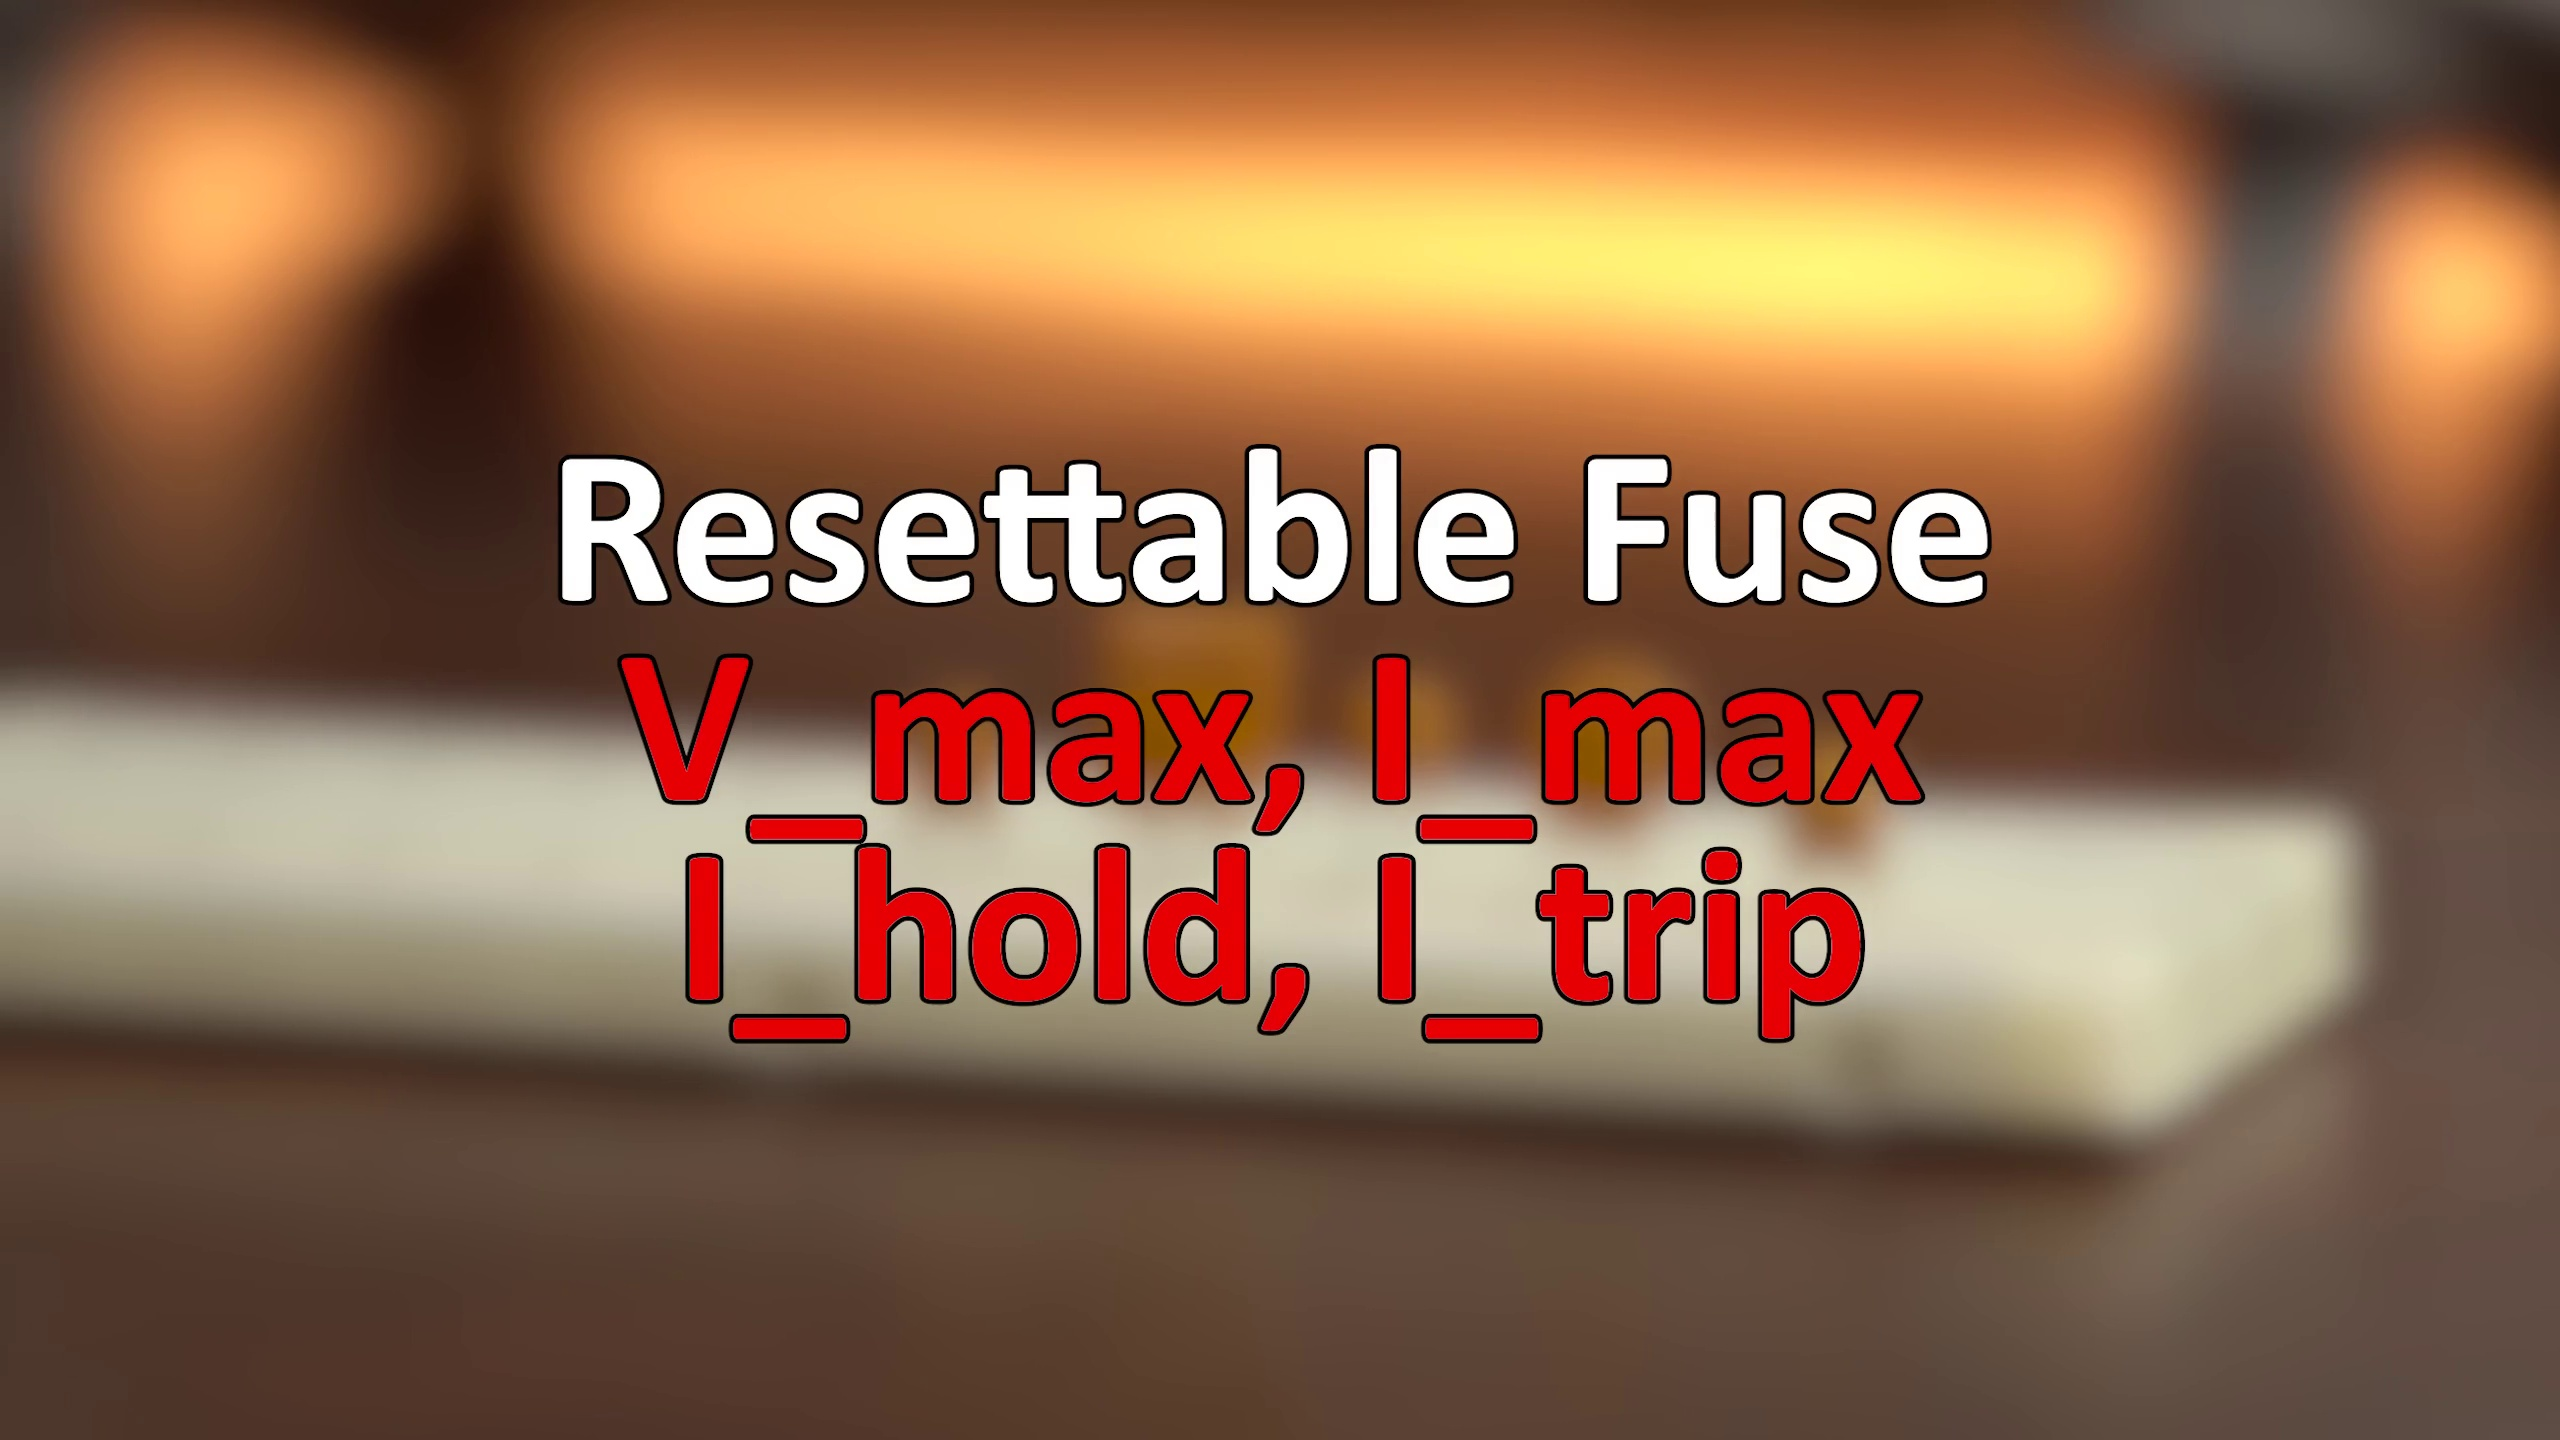 Resettable Fuse
V_max, I_max
I_hold, I_trip